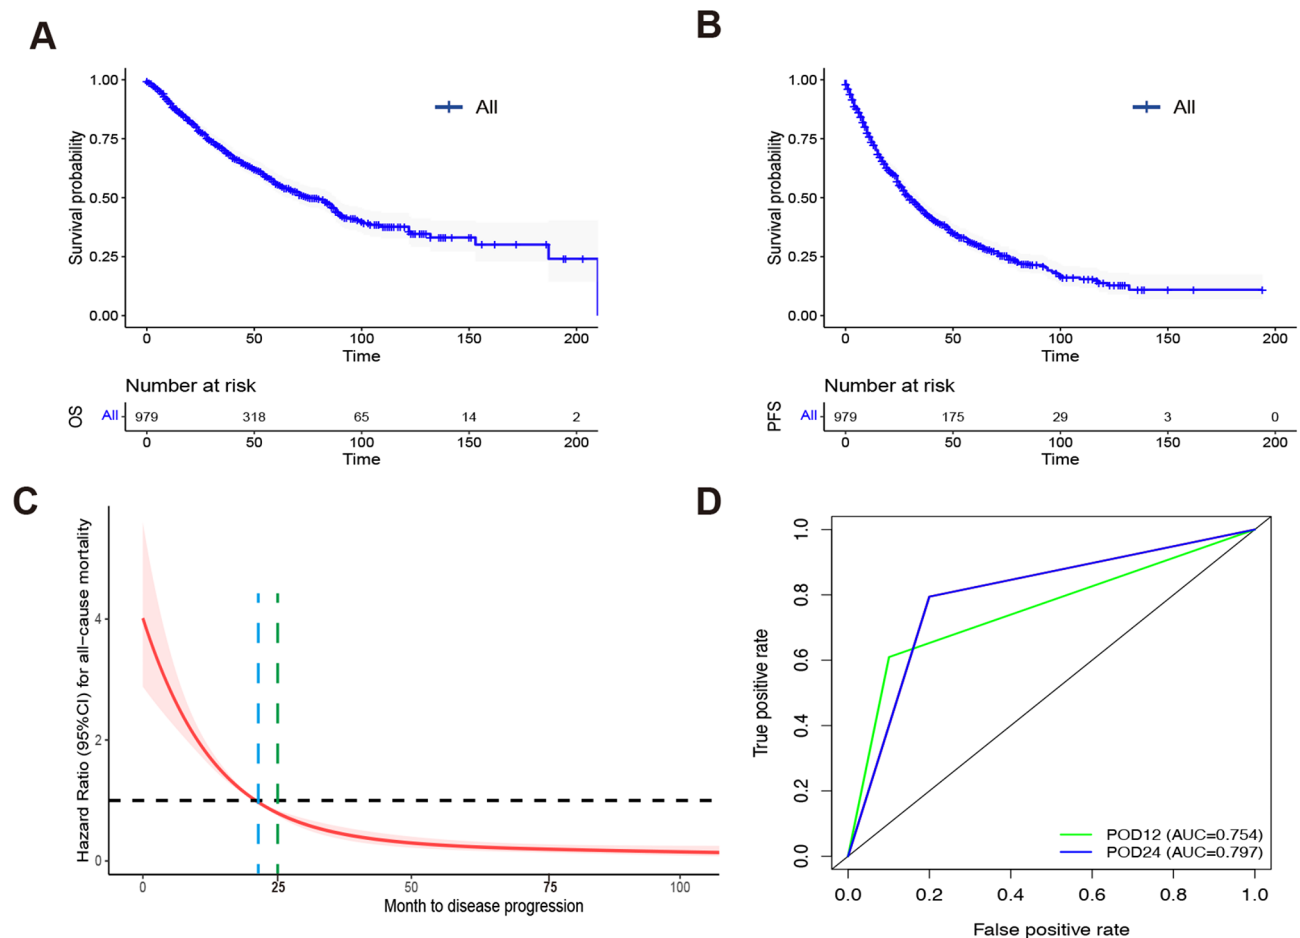 A
Survival probability
1.00
0.75
0.50
0.25
0.00
All
0 50 100 150 200
Time
Number at risk
OS
All 979 318 65 14 2
0 50 100 150 200
Time
B
Survival probability
1.00
0.75
0.50
0.25
0.00
All
0 50 100 150 200
Time
Number at risk
PFS
All 979 175 29 3 0
0 50 100 150 200
Time
C
Hazard Ratio (95%CI) for all−cause mortality
4
2
0
0 25 50 75 100
Month to disease progression
D
True positive rate
1.0
0.8
0.6
0.4
0.2
0.0
POD12 (AUC=0.754)
POD24 (AUC=0.797)
0.0 0.2 0.4 0.6 0.8 1.0
False positive rate